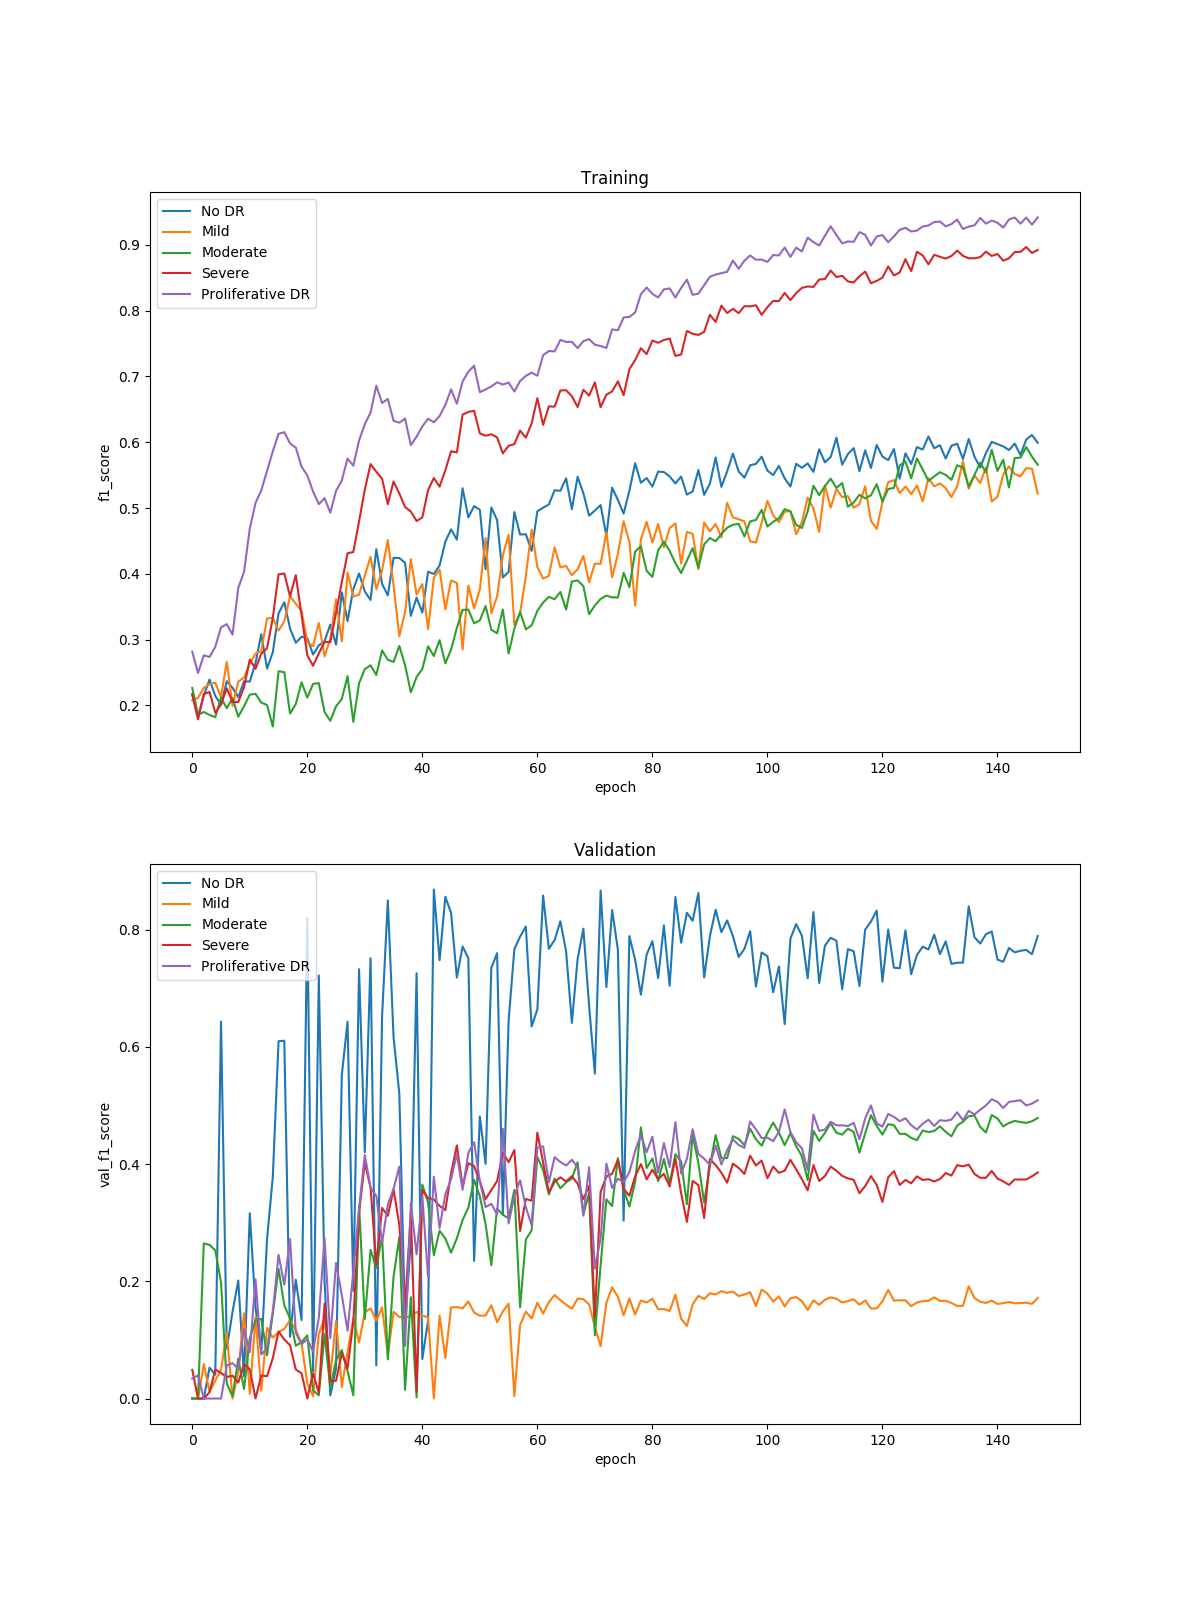 Training
No DR
Mild
Moderate
Severe
Proliferative DR
0.9
0.8
0.7
0.6
0.5
0.4
0.3
0.2
f1_score
0 20 40 60 80 100 120 140
epoch
Validation
No DR
Mild
Moderate
Severe
Proliferative DR
0.8
0.6
0.4
0.2
0.0
val_f1_score
0 20 40 60 80 100 120 140
epoch